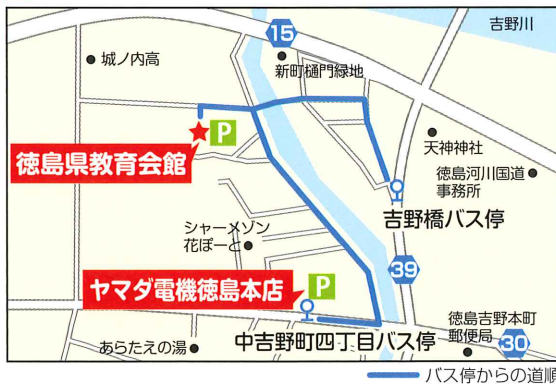 吉野川
15
城ノ内高
新町樋門緑地
P
徳島県教育会館
天神神社
徳島河川国道
事務所
吉野橋バス停
シャーメゾン
花ぽーと
39
P
ヤマダ電機徳島本店
中吉野町四丁目バス停
徳島吉野本町
郵便局
30
あらたえの湯
バス停からの道順